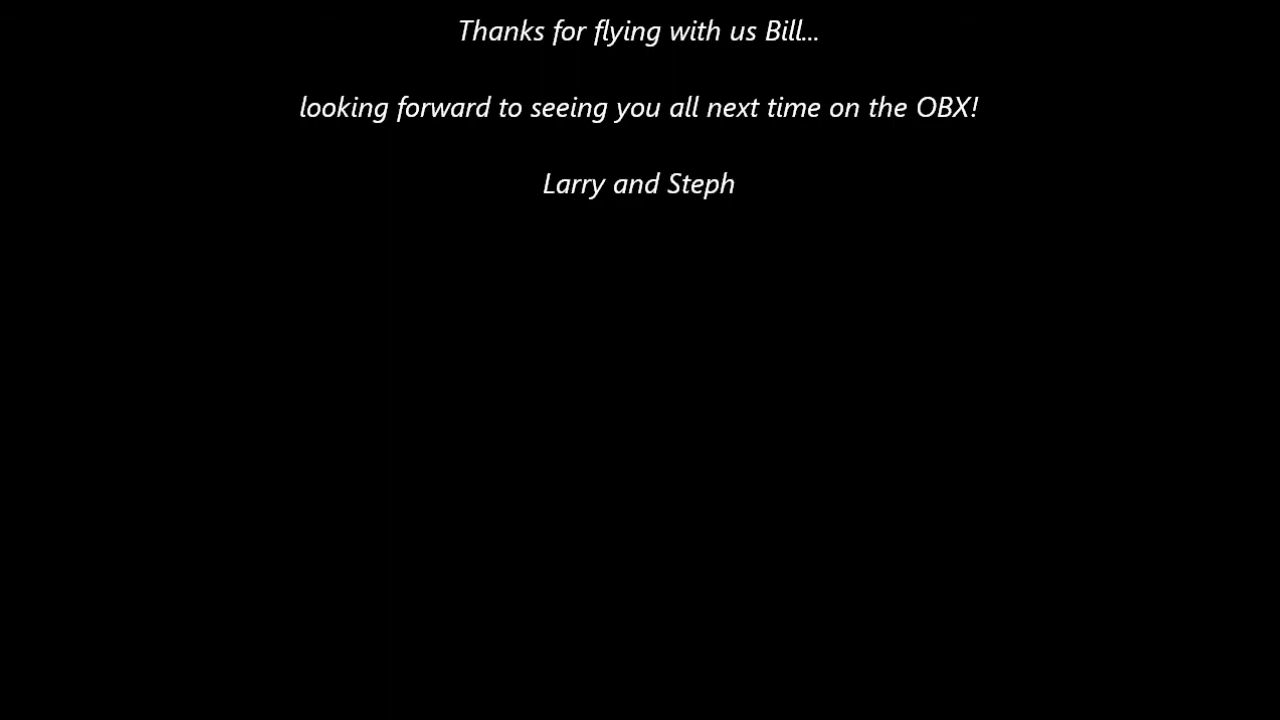 Thanks for flying with us Bill...
looking forward to seeing you all next time on the OBX!
Larry and Steph